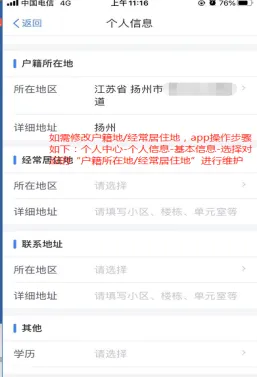 中国电信 4G 上午11:16 76%
返回 个人信息
户籍所在地
所在地区 江苏省 扬州市
道
详细地址 扬州
如需修改户籍地/经常居住地，app操作步骤
如下：个人中心-个人信息-基本信息-选择对
“户籍所在地/经常居住地”进行维护
经常居住地
所在地区 请选择
详细地址 请填写小区、楼栋、单元室等
联系地址
所在地区 请选择
详细地址 请填写小区、楼栋、单元室等
其他
学历 请选择